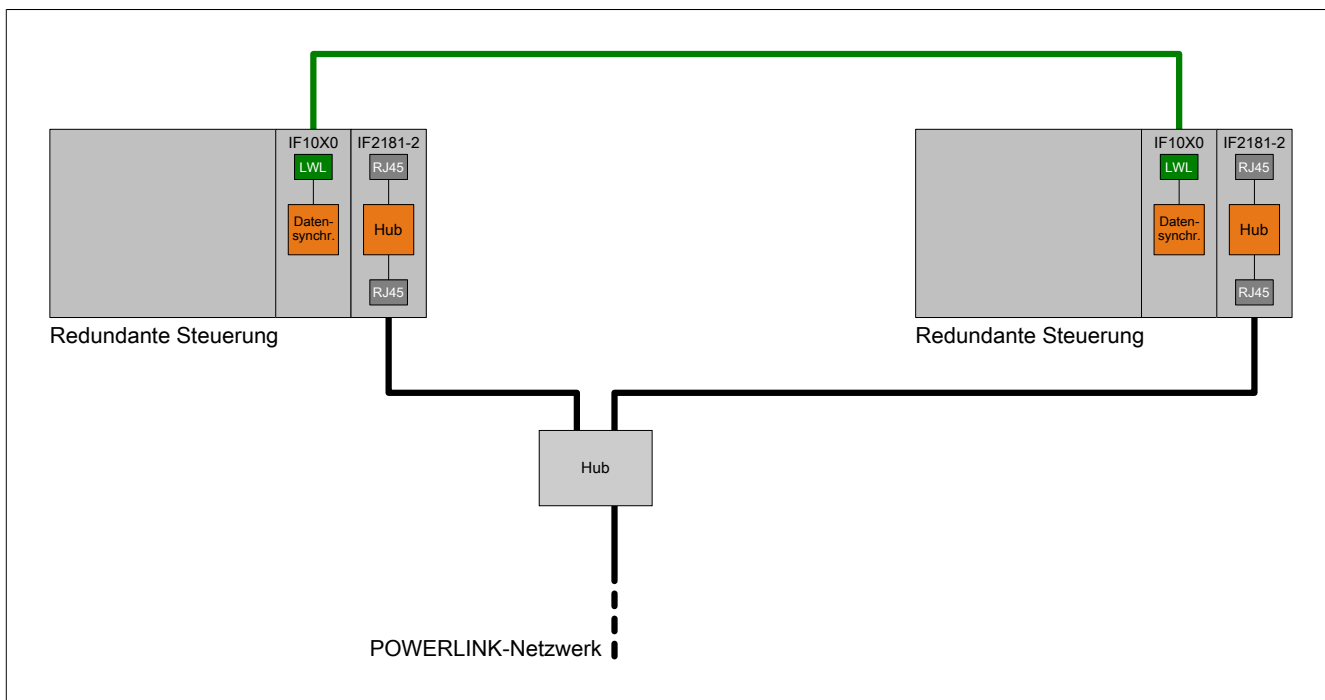 IF10X0 IF2181-2
LWL RJ45
Daten-
synchr.
Hub
RJ45
Redundante Steuerung
IF10X0 IF2181-2
LWL RJ45
Daten-
synchr.
Hub
RJ45
Redundante Steuerung
Hub
POWERLINK-Netzwerk